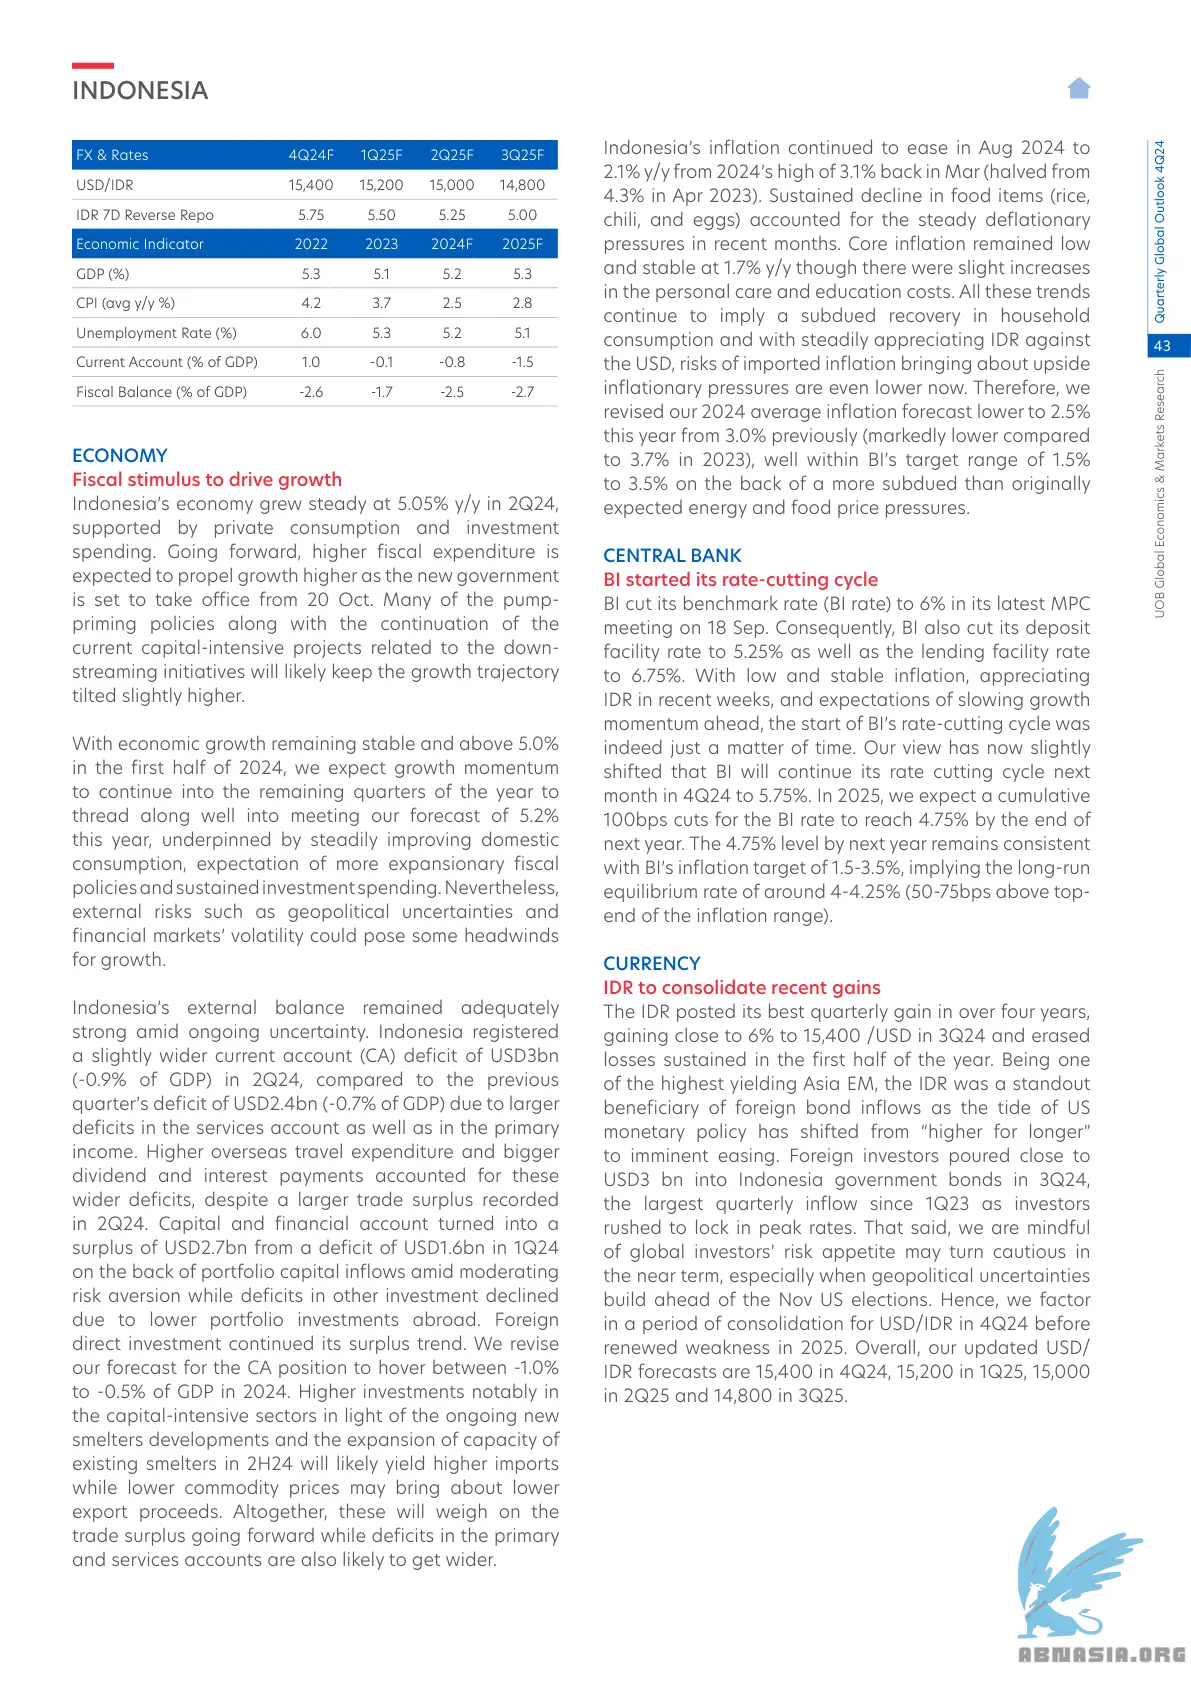 INDONESIA
FX & Rates 4Q24F 1Q25F 2Q25F 3Q25F
USD/IDR 15,400 15,200 15,000 14,800
IDR 7D Reverse Repo 5.75 5.50 5.25 5.00
Economic Indicator 2022 2023 2024F 2025F
GDP (%) 5.3 5.1 5.2 5.3
CPI (avg y/y %) 4.2 3.7 2.5 2.8
Unemployment Rate (%) 6.0 5.3 5.2 5.1
Current Account (% of GDP) 1.0 -0.1 -0.8 -1.5
Fiscal Balance (% of GDP) -2.6 -1.7 -2.5 -2.7
ECONOMY
Fiscal stimulus to drive growth
Indonesia’s economy grew steady at 5.05% y/y in 2Q24,
supported by private consumption and investment
spending. Going forward, higher fiscal expenditure is
expected to propel growth higher as the new government
is set to take office from 20 Oct. Many of the pump-
priming policies along with the continuation of the
current capital-intensive projects related to the down-
streaming initiatives will likely keep the growth trajectory
tilted slightly higher.
With economic growth remaining stable and above 5.0%
in the first half of 2024, we expect growth momentum
to continue into the remaining quarters of the year to
thread along well into meeting our forecast of 5.2%
this year, underpinned by steadily improving domestic
consumption, expectation of more expansionary fiscal
policies and sustained investment spending. Nevertheless,
external risks such as geopolitical uncertainties and
financial markets’ volatility could pose some headwinds
for growth.
Indonesia’s external balance remained adequately
strong amid ongoing uncertainty. Indonesia registered
a slightly wider current account (CA) deficit of USD3bn
(-0.9% of GDP) in 2Q24, compared to the previous
quarter’s deficit of USD2.4bn (-0.7% of GDP) due to larger
deficits in the services account as well as in the primary
income. Higher overseas travel expenditure and bigger
dividend and interest payments accounted for these
wider deficits, despite a larger trade surplus recorded
in 2Q24. Capital and financial account turned into a
surplus of USD2.7bn from a deficit of USD1.6bn in 1Q24
on the back of portfolio capital inflows amid moderating
risk aversion while deficits in other investment declined
due to lower portfolio investments abroad. Foreign
direct investment continued its surplus trend. We revise
our forecast for the CA position to hover between -1.0%
to -0.5% of GDP in 2024. Higher investments notably in
the capital-intensive sectors in light of the ongoing new
smelters developments and the expansion of capacity of
existing smelters in 2H24 will likely yield higher imports
while lower commodity prices may bring about lower
export proceeds. Altogether, these will weigh on the
trade surplus going forward while deficits in the primary
and services accounts are also likely to get wider.
Indonesia’s inflation continued to ease in Aug 2024 to
2.1% y/y from 2024’s high of 3.1% back in Mar (halved from
4.3% in Apr 2023). Sustained decline in food items (rice,
chili, and eggs) accounted for the steady deflationary
pressures in recent months. Core inflation remained low
and stable at 1.7% y/y though there were slight increases
in the personal care and education costs. All these trends
continue to imply a subdued recovery in household
consumption and with steadily appreciating IDR against
the USD, risks of imported inflation bringing about upside
inflationary pressures are even lower now. Therefore, we
revised our 2024 average inflation forecast lower to 2.5%
this year from 3.0% previously (markedly lower compared
to 3.7% in 2023), well within BI’s target range of 1.5%
to 3.5% on the back of a more subdued than originally
expected energy and food price pressures.
CENTRAL BANK
BI started its rate-cutting cycle
BI cut its benchmark rate (BI rate) to 6% in its latest MPC
meeting on 18 Sep. Consequently, BI also cut its deposit
facility rate to 5.25% as well as the lending facility rate
to 6.75%. With low and stable inflation, appreciating
IDR in recent weeks, and expectations of slowing growth
momentum ahead, the start of BI’s rate-cutting cycle was
indeed just a matter of time. Our view has now slightly
shifted that BI will continue its rate cutting cycle next
month in 4Q24 to 5.75%. In 2025, we expect a cumulative
100bps cuts for the BI rate to reach 4.75% by the end of
next year. The 4.75% level by next year remains consistent
with BI’s inflation target of 1.5-3.5%, implying the long-run
equilibrium rate of around 4-4.25% (50-75bps above top-
end of the inflation range).
CURRENCY
IDR to consolidate recent gains
The IDR posted its best quarterly gain in over four years,
gaining close to 6% to 15,400 /USD in 3Q24 and erased
losses sustained in the first half of the year. Being one
of the highest yielding Asia EM, the IDR was a standout
beneficiary of foreign bond inflows as the tide of US
monetary policy has shifted from “higher for longer”
to imminent easing. Foreign investors poured close to
USD3 bn into Indonesia government bonds in 3Q24,
the largest quarterly inflow since 1Q23 as investors
rushed to lock in peak rates. That said, we are mindful
of global investors’ risk appetite may turn cautious in
the near term, especially when geopolitical uncertainties
build ahead of the Nov US elections. Hence, we factor
in a period of consolidation for USD/IDR in 4Q24 before
renewed weakness in 2025. Overall, our updated USD/
IDR forecasts are 15,400 in 4Q24, 15,200 in 1Q25, 15,000
in 2Q25 and 14,800 in 3Q25.
Quarterly Global Outlook 4Q24
43
UOB Global Economics & Markets Research
ABNASIA.ORG